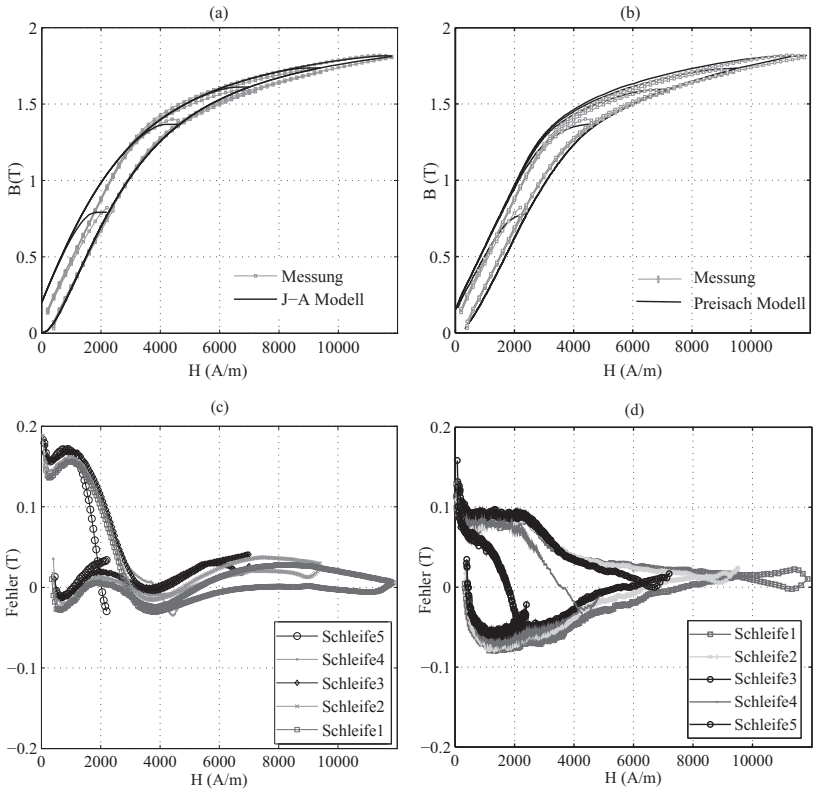 (a)
2
1.5
1
0.5
0
B(T)
0 2000 4000 6000 8000 10000
H (A/m)
Messung
J−A Modell
(b)
2
1.5
1
0.5
0
B (T)
0 2000 4000 6000 8000 10000
H (A/m)
Messung
Preisach Modell
(c)
0.2
0.1
0
−0.1
−0.2
Fehler (T)
0 2000 4000 6000 8000 10000
H (A/m)
Schleife5
Schleife4
Schleife3
Schleife2
Schleife1
(d)
0.2
0.1
0
−0.1
−0.2
Fehler (T)
0 2000 4000 6000 8000 10000
H (A/m)
Schleife1
Schleife2
Schleife3
Schleife4
Schleife5